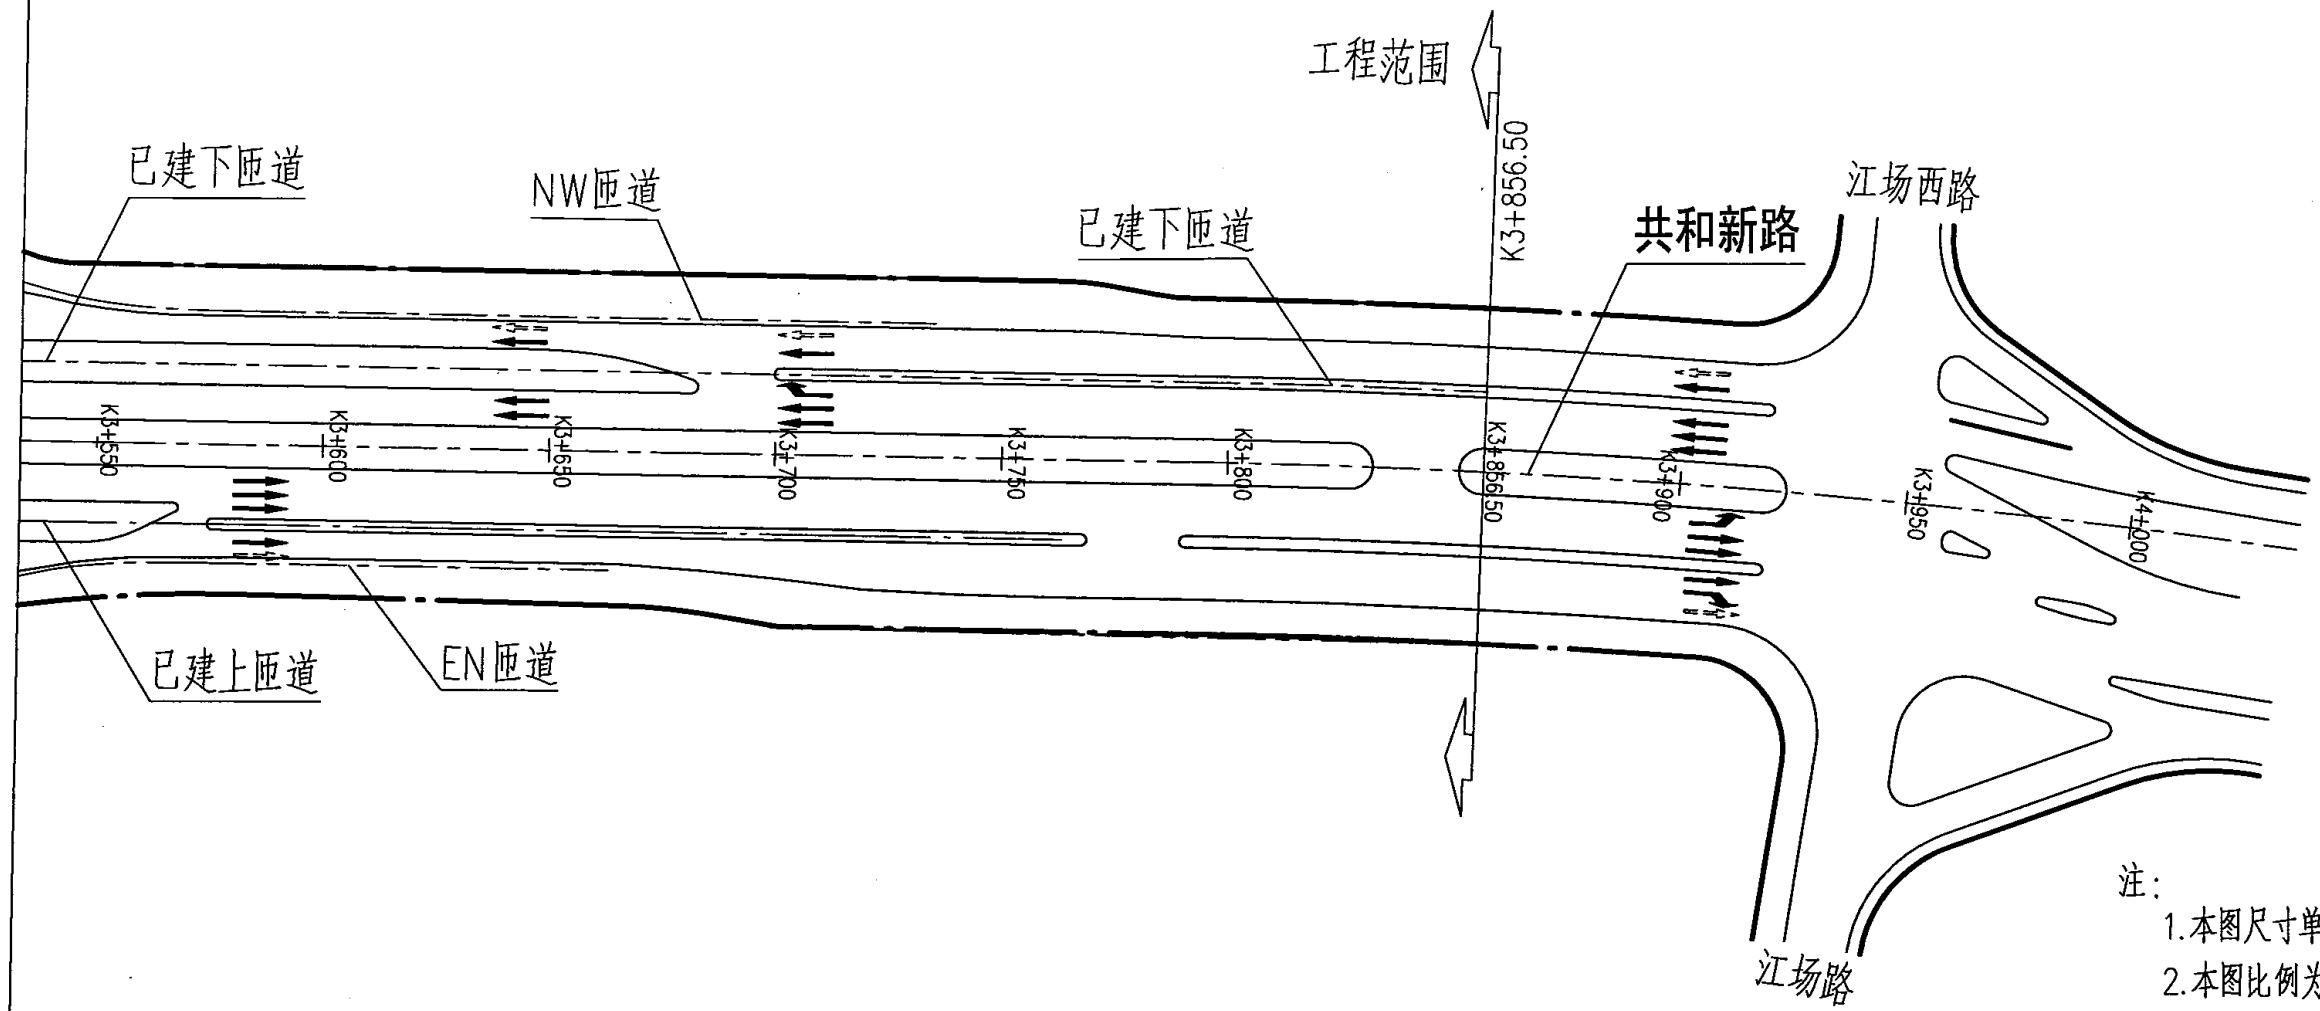 工程范围
K3+856.50
已建下匝道
NW匝道
已建下匝道
共和新路
江场西路
K3+550
K3+600
K3+650
K3+700
K3+750
K3+800
K3+856.50
K3+900
K3+950
K4+000
已建上匝道
EN匝道
江场路
注:
1.本图尺寸单
2.本图比例为